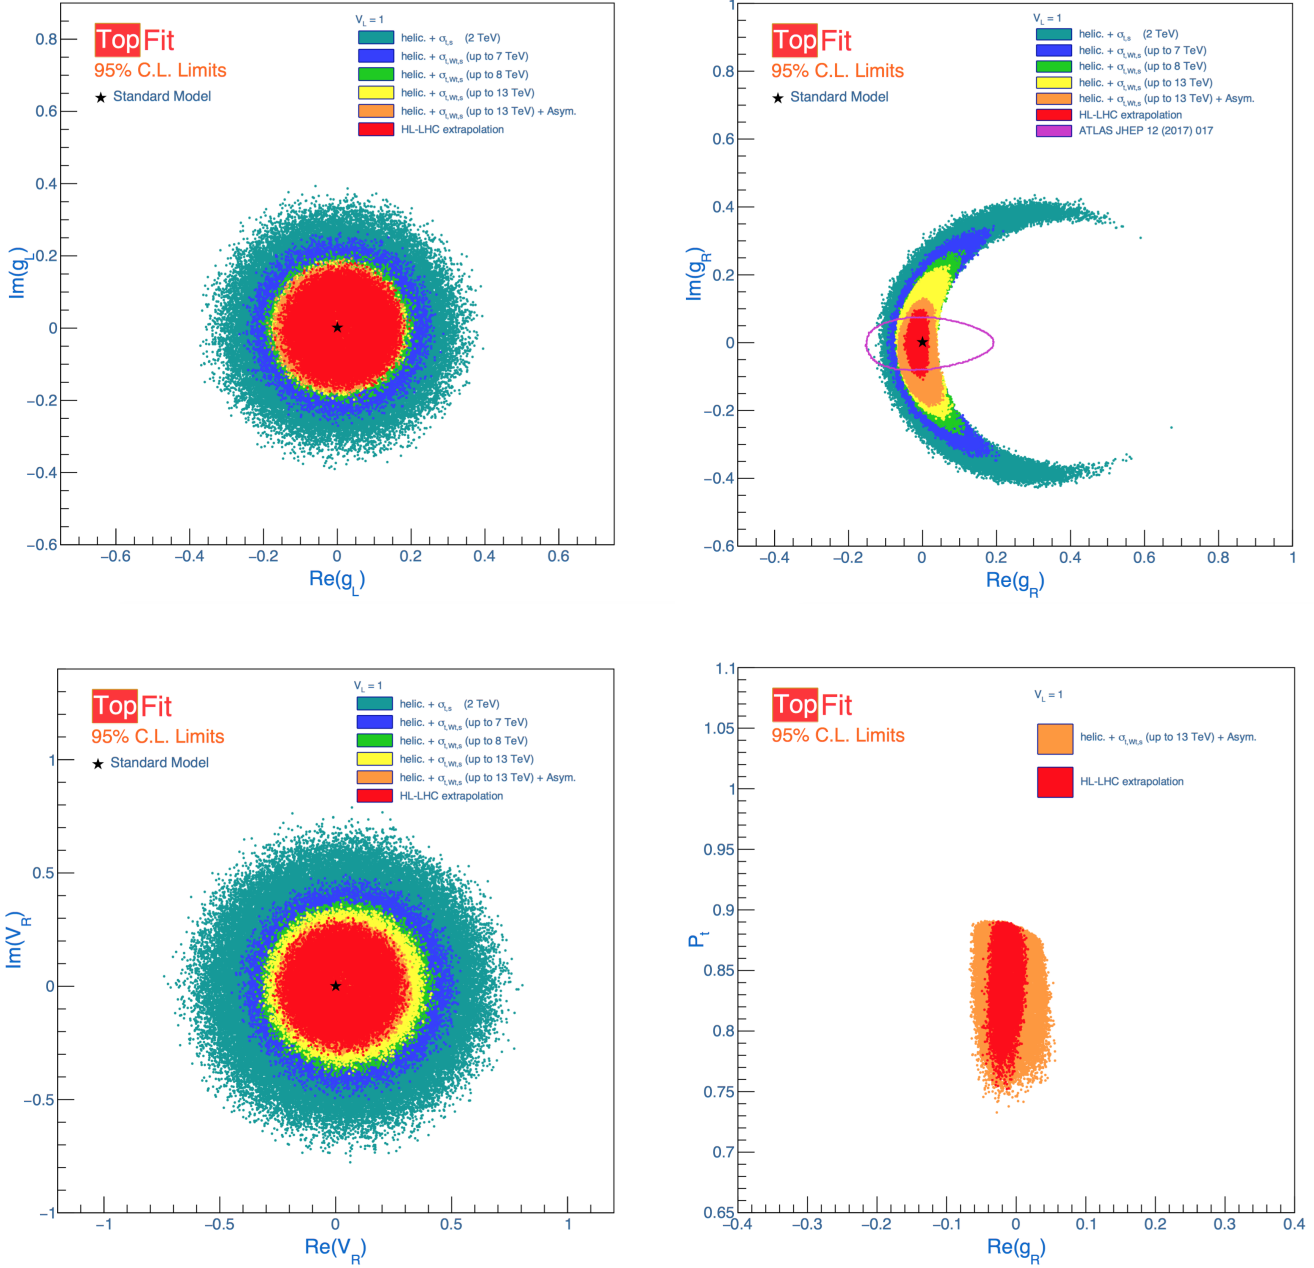 V_L = 1
TopFit
95% C.L. Limits
★ Standard Model
helic. + σ_t,s (2 TeV)
helic. + σ_t,Wt,s (up to 7 TeV)
helic. + σ_t,Wt,s (up to 8 TeV)
helic. + σ_t,Wt,s (up to 13 TeV)
helic. + σ_t,Wt,s (up to 13 TeV) + Asym.
HL-LHC extrapolation
0.8
0.6
0.4
0.2
0
−0.2
−0.4
−0.6
Im(g_L)
−0.6 −0.4 −0.2 0 0.2 0.4 0.6
Re(g_L)
V_L = 1
TopFit
95% C.L. Limits
★ Standard Model
helic. + σ_t,s (2 TeV)
helic. + σ_t,Wt,s (up to 7 TeV)
helic. + σ_t,Wt,s (up to 8 TeV)
helic. + σ_t,Wt,s (up to 13 TeV)
helic. + σ_t,Wt,s (up to 13 TeV) + Asym.
HL-LHC extrapolation
ATLAS JHEP 12 (2017) 017
1
0.8
0.6
0.4
0.2
0
−0.2
−0.4
−0.6
Im(g_R)
−0.4 −0.2 0 0.2 0.4 0.6 0.8 1
Re(g_R)
V_L = 1
TopFit
95% C.L. Limits
★ Standard Model
helic. + σ_t,s (2 TeV)
helic. + σ_t,Wt,s (up to 7 TeV)
helic. + σ_t,Wt,s (up to 8 TeV)
helic. + σ_t,Wt,s (up to 13 TeV)
helic. + σ_t,Wt,s (up to 13 TeV) + Asym.
HL-LHC extrapolation
1
0.5
0
−0.5
−1
Im(V_R)
−1 −0.5 0 0.5 1
Re(V_R)
V_L = 1
TopFit
95% C.L. Limits
helic. + σ_t,Wt,s (up to 13 TeV) + Asym.
HL-LHC extrapolation
1.1
1.05
1
0.95
0.9
0.85
0.8
0.75
0.7
0.65
P_t
−0.4 −0.3 −0.2 −0.1 0 0.1 0.2 0.3 0.4
Re(g_R)